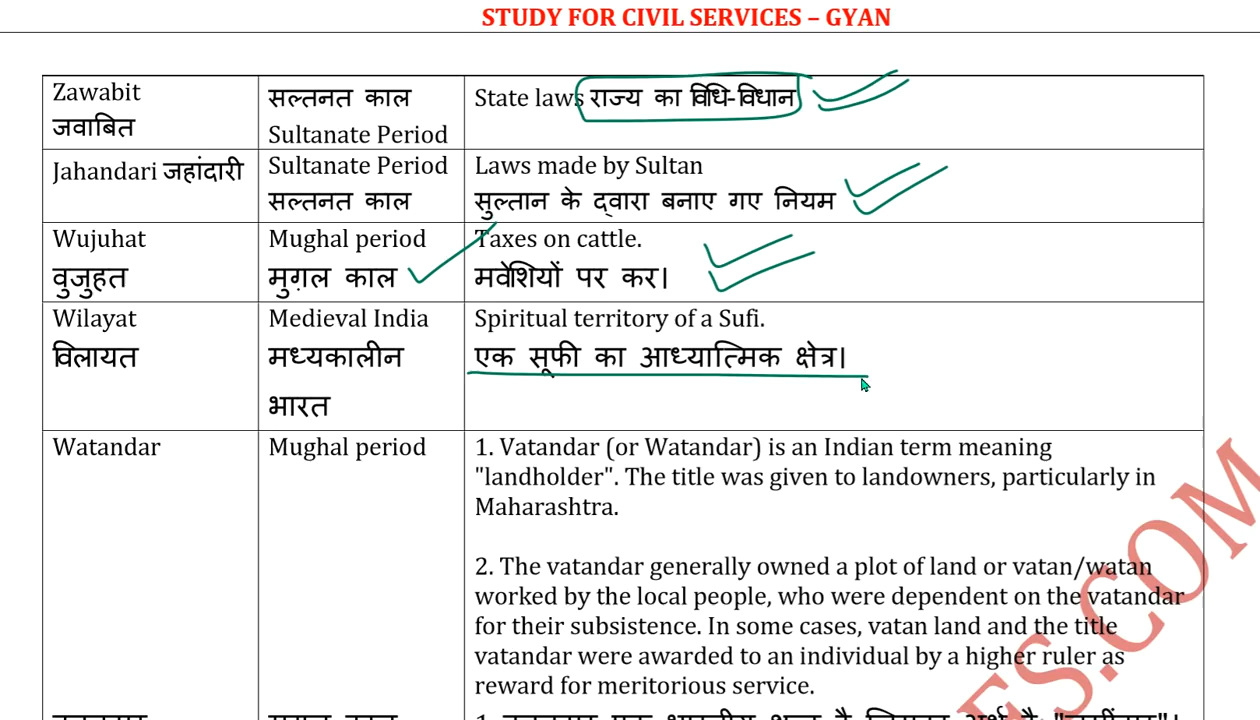 STUDY FOR CIVIL SERVICES – GYAN
Zawabit
जवाबित
सल्तनत काल
Sultanate Period
State laws राज्य का विधि-विधान
Jahandari जहांदारी
Sultanate Period
सल्तनत काल
Laws made by Sultan
सुल्तान के द्वारा बनाए गए नियम
Wujuhat
वुजुहत
Mughal period
मुग़ल काल
Taxes on cattle.
मवेशियों पर कर।
Wilayat
विलायत
Medieval India
मध्यकालीन
भारत
Spiritual territory of a Sufi.
एक सूफी का आध्यात्मिक क्षेत्र।
Watandar
Mughal period
1. Vatandar (or Watandar) is an Indian term meaning
"landholder". The title was given to landowners, particularly in
Maharashtra.
2. The vatandar generally owned a plot of land or vatan/watan
worked by the local people, who were dependent on the vatandar
for their subsistence. In some cases, vatan land and the title
vatandar were awarded to an individual by a higher ruler as
reward for meritorious service.
ES.COM